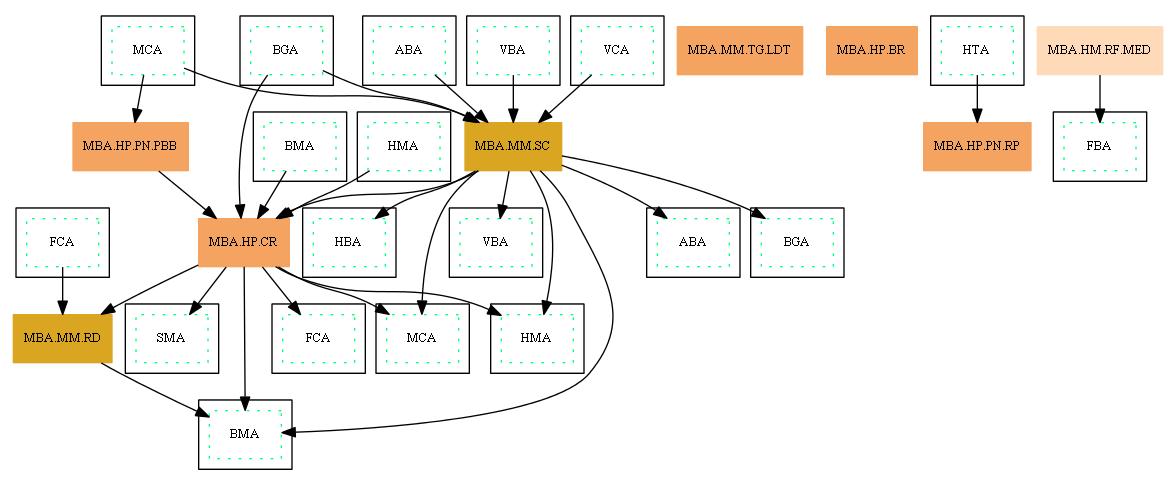 MCA
BGA
ABA
VBA
VCA
MBA.MM.TG.LDT
MBA.HP.BR
HTA
MBA.HM.RF.MED
MBA.HP.PN.PBB
BMA
HMA
MBA.MM.SC
MBA.HP.PN.RP
FBA
FCA
MBA.HP.CR
HBA
VBA
ABA
BGA
MBA.MM.RD
SMA
FCA
MCA
HMA
BMA